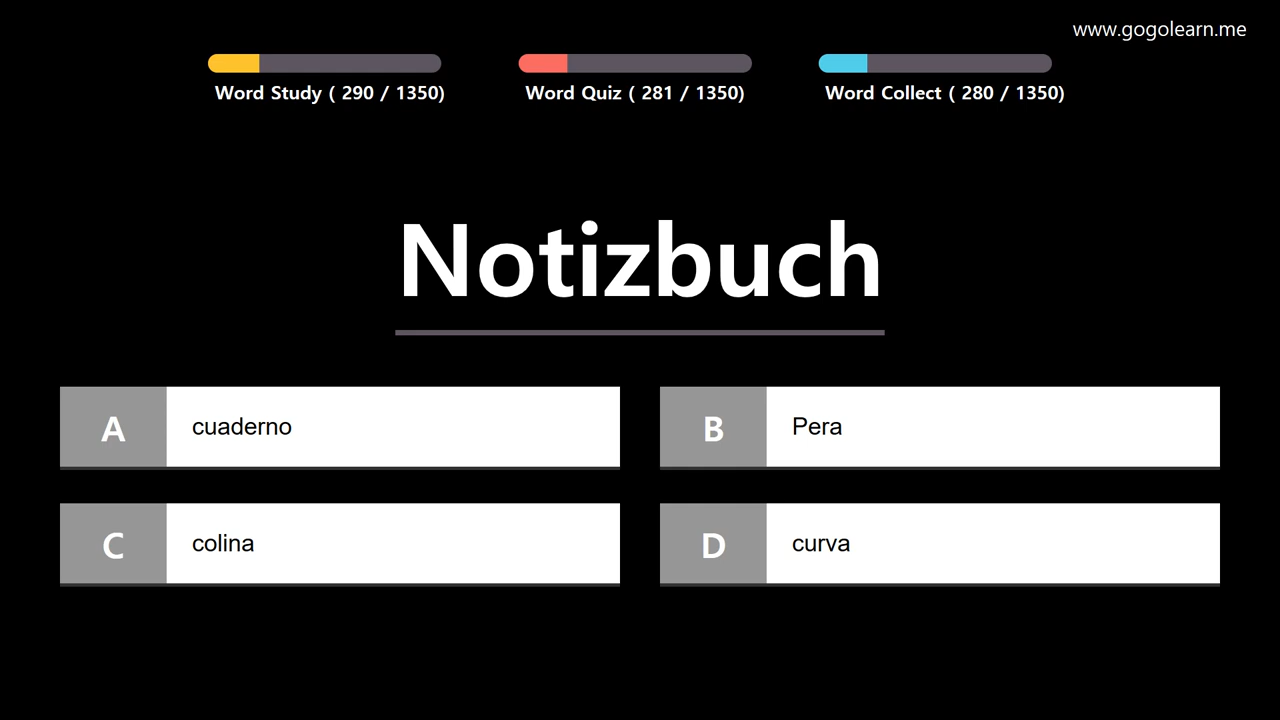 www.gogolearn.me
Word Study ( 290 / 1350)
Word Quiz ( 281 / 1350)
Word Collect ( 280 / 1350)
Notizbuch
A cuaderno
B Pera
C colina
D curva